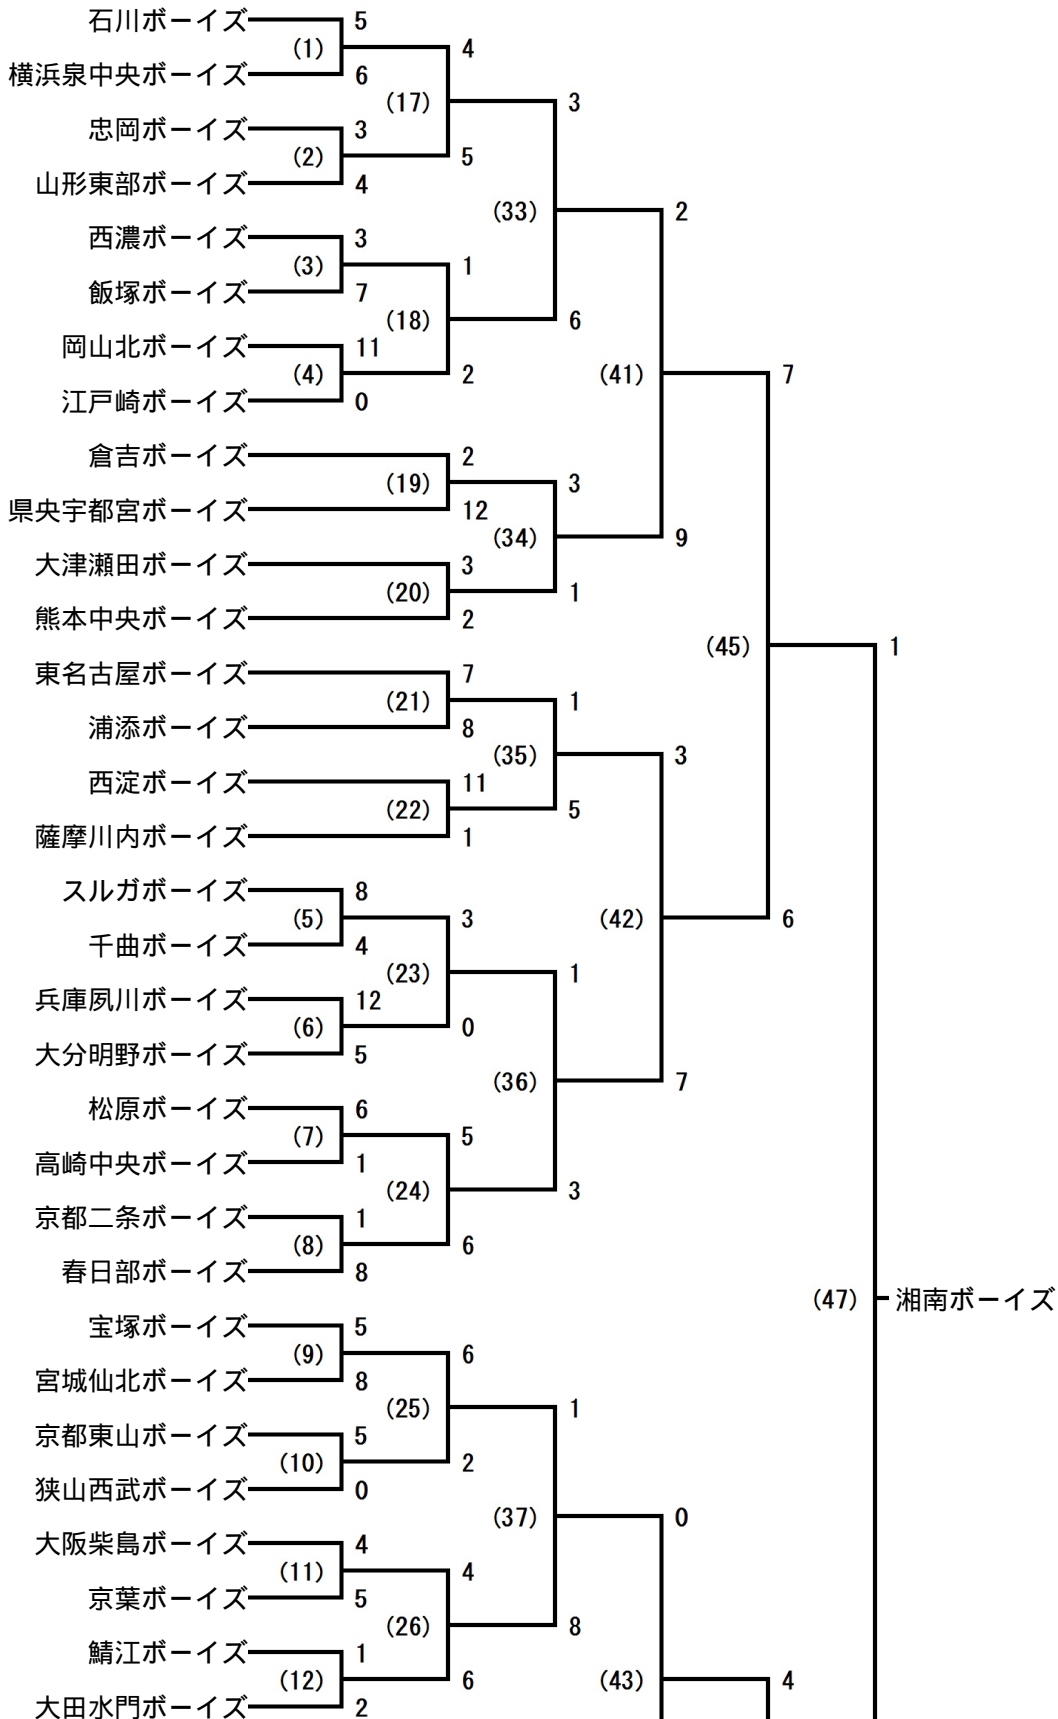 石川ボーイズ 5
(1) 4
横浜泉中央ボーイズ 6
(17) 3
忠岡ボーイズ 3
(2) 5
山形東部ボーイズ 4
(33) 2
西濃ボーイズ 3
(3) 1
飯塚ボーイズ 7
(18) 6
岡山北ボーイズ 11
(4) 2 (41) 7
江戸崎ボーイズ 0
倉吉ボーイズ 2
(19) 3
県央宇都宮ボーイズ 12
(34) 9
大津瀬田ボーイズ 3
(20) 1
熊本中央ボーイズ 2
(45) 1
東名古屋ボーイズ 7
(21) 1
浦添ボーイズ 8
(35) 3
西淀ボーイズ 11
(22) 5
薩摩川内ボーイズ 1
スルガボーイズ 8
(5) 3 (42) 6
千曲ボーイズ 4
(23) 1
兵庫夙川ボーイズ 12
(6) 0
大分明野ボーイズ 5
(36) 7
松原ボーイズ 6
(7) 5
高崎中央ボーイズ 1
(24) 3
京都二条ボーイズ 1
(8) 6
春日部ボーイズ 8
(47) 湘南ボーイズ
宝塚ボーイズ 5
(9) 6
宮城仙北ボーイズ 8
(25) 1
京都東山ボーイズ 5
(10) 2
狭山西武ボーイズ 0
(37) 0
大阪柴島ボーイズ 4
(11) 4
京葉ボーイズ 5
(26) 8
鯖江ボーイズ 1
(12) 6 (43) 4
大田水門ボーイズ 2